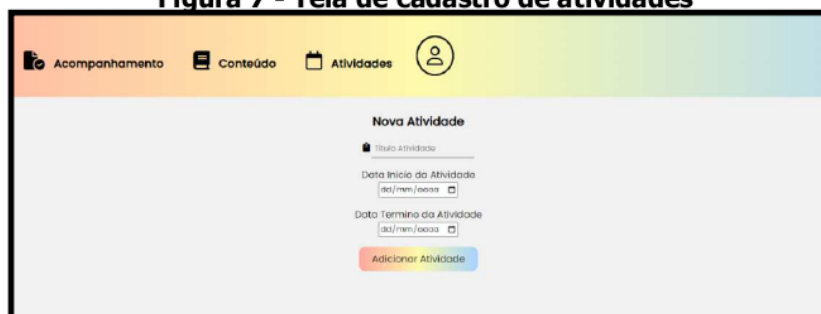 Figura 7 - Tela de cadastro de atividades
Acompanhamento Conteúdo Atividades
Nova Atividade
Título Atividade
Data Inicio da Atividade
dd/mm/aaaa
Data Termino da Atividade
dd/mm/aaaa
Adicionar Atividade